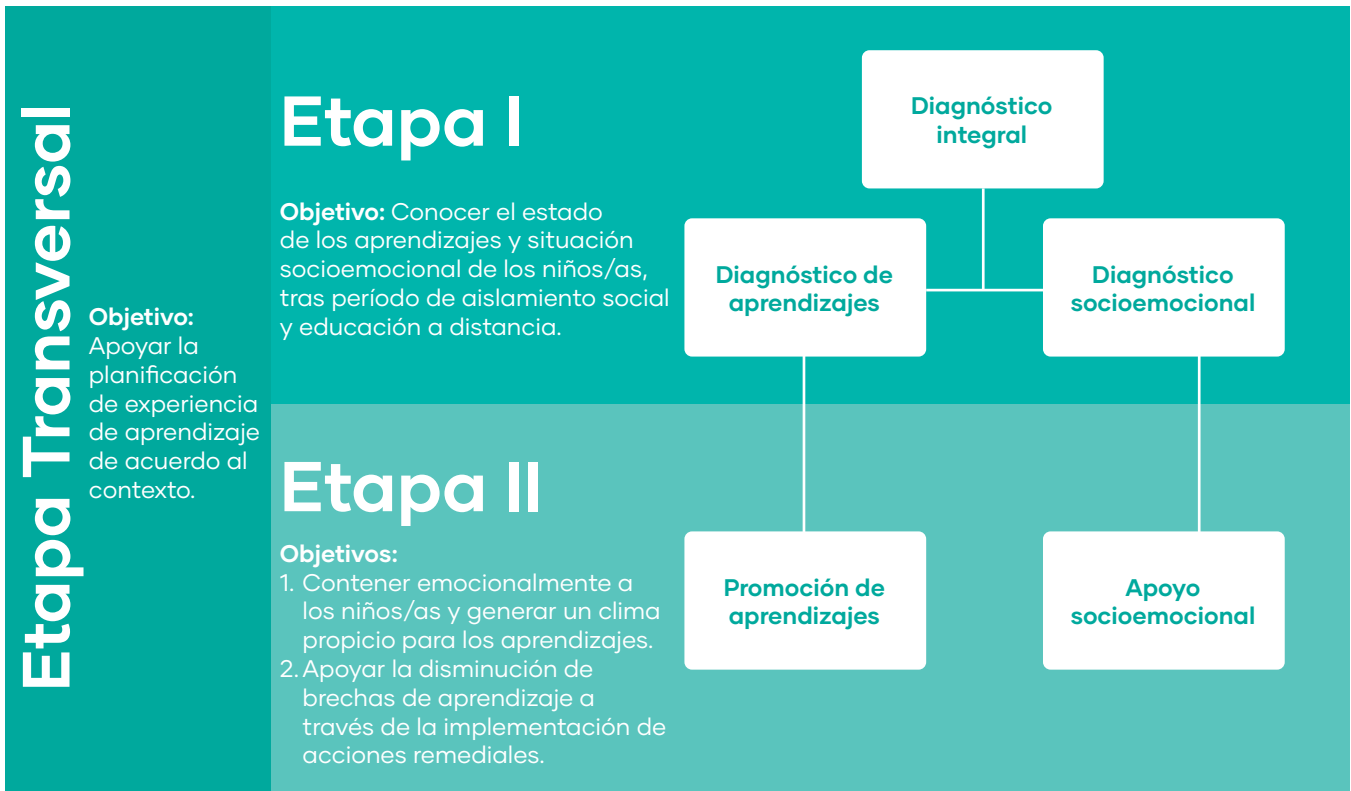 Etapa Transversal
Objetivo:
Apoyar la
planificación
de experiencia
de aprendizaje
de acuerdo al
contexto.
Etapa I
Objetivo: Conocer el estado
de los aprendizajes y situación
socioemocional de los niños/as,
tras período de aislamiento social
y educación a distancia.
Diagnóstico
integral
Diagnóstico de
aprendizajes
Diagnóstico
socioemocional
Etapa II
Objetivos:
1. Contener emocionalmente a
los niños/as y generar un clima
propicio para los aprendizajes.
2. Apoyar la disminución de
brechas de aprendizaje a
través de la implementación de
acciones remediales.
Promoción de
aprendizajes
Apoyo
socioemocional